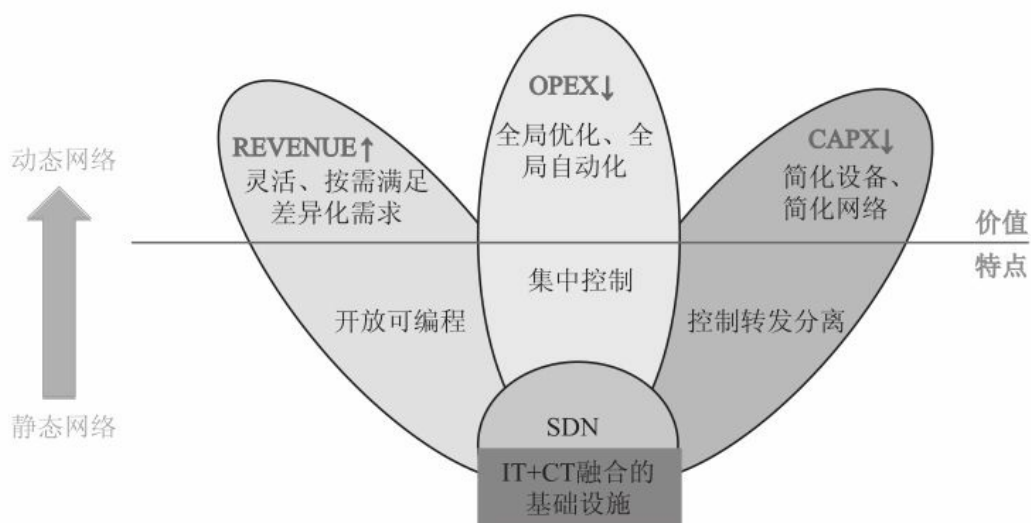 OPEX↓
全局优化、全
局自动化
REVENUE↑
灵活、按需满足
差异化需求
CAPX↓
简化设备、
简化网络
动态网络
价值
特点
集中控制
开放可编程
控制转发分离
静态网络
SDN
IT+CT融合的
基础设施